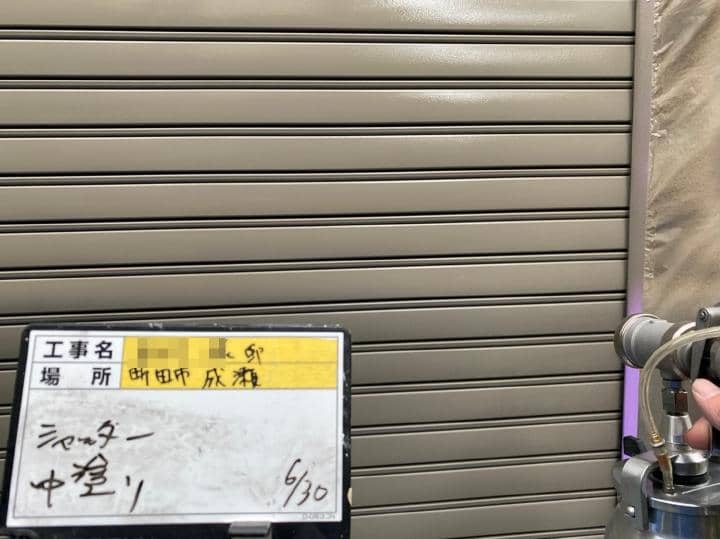 工事名 邸
場所 町田市 成瀬
シャッター
中塗り
6/30